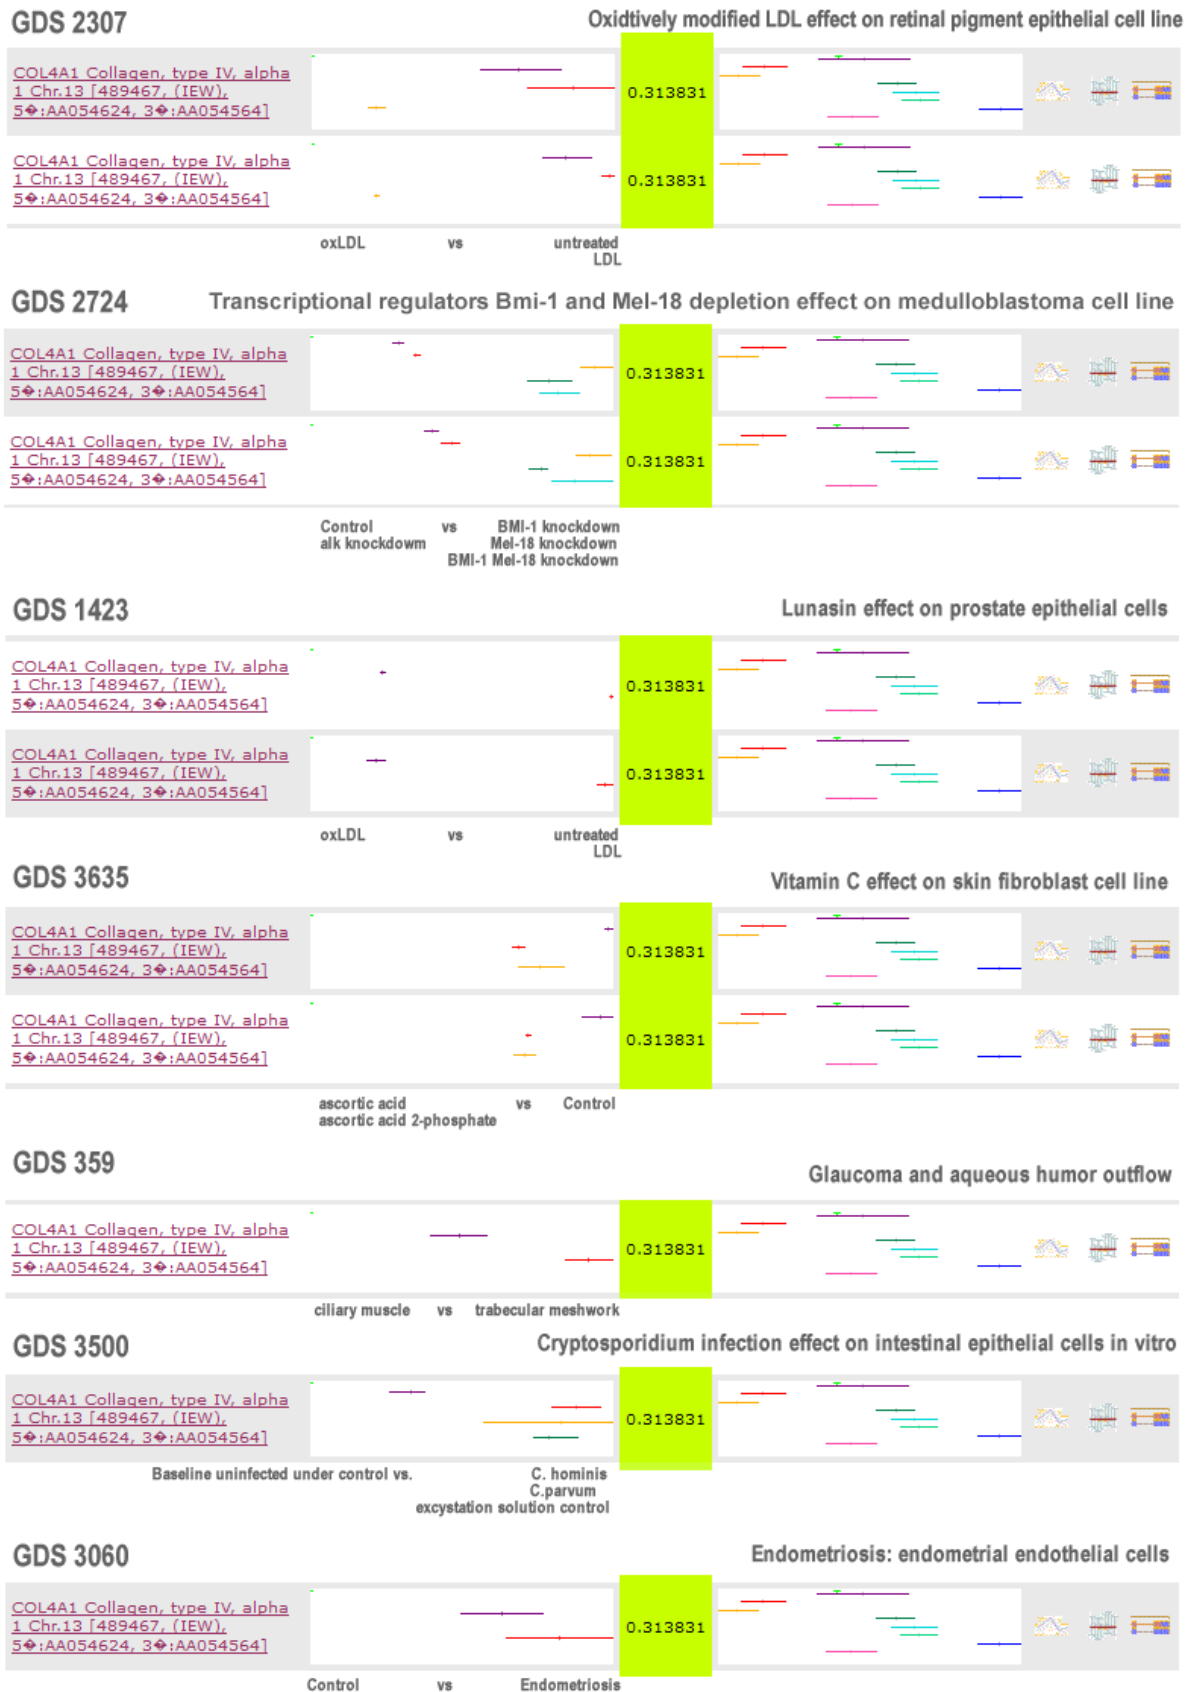 GDS 2307
Oxidtively modified LDL effect on retinal pigment epithelial cell line
COL4A1 Collagen, type IV, alpha
1 Chr.13 [489467, (IEW),
5�:AA054624, 3�:AA054564]
0.313831
COL4A1 Collagen, type IV, alpha
1 Chr.13 [489467, (IEW),
5�:AA054624, 3�:AA054564]
0.313831
oxLDL vs untreated
LDL
GDS 2724
Transcriptional regulators Bmi-1 and Mel-18 depletion effect on medulloblastoma cell line
COL4A1 Collagen, type IV, alpha
1 Chr.13 [489467, (IEW),
5�:AA054624, 3�:AA054564]
0.313831
COL4A1 Collagen, type IV, alpha
1 Chr.13 [489467, (IEW),
5�:AA054624, 3�:AA054564]
0.313831
Control vs BMI-1 knockdown
alk knockdowm Mel-18 knockdown
BMI-1 Mel-18 knockdown
GDS 1423
Lunasin effect on prostate epithelial cells
COL4A1 Collagen, type IV, alpha
1 Chr.13 [489467, (IEW),
5�:AA054624, 3�:AA054564]
0.313831
COL4A1 Collagen, type IV, alpha
1 Chr.13 [489467, (IEW),
5�:AA054624, 3�:AA054564]
0.313831
oxLDL vs untreated
LDL
GDS 3635
Vitamin C effect on skin fibroblast cell line
COL4A1 Collagen, type IV, alpha
1 Chr.13 [489467, (IEW),
5�:AA054624, 3�:AA054564]
0.313831
COL4A1 Collagen, type IV, alpha
1 Chr.13 [489467, (IEW),
5�:AA054624, 3�:AA054564]
0.313831
ascortic acid vs Control
ascortic acid 2-phosphate
GDS 359
Glaucoma and aqueous humor outflow
COL4A1 Collagen, type IV, alpha
1 Chr.13 [489467, (IEW),
5�:AA054624, 3�:AA054564]
0.313831
ciliary muscle vs trabecular meshwork
GDS 3500
Cryptosporidium infection effect on intestinal epithelial cells in vitro
COL4A1 Collagen, type IV, alpha
1 Chr.13 [489467, (IEW),
5�:AA054624, 3�:AA054564]
0.313831
Baseline uninfected under control vs. C. hominis
C.parvum
excystation solution control
GDS 3060
Endometriosis: endometrial endothelial cells
COL4A1 Collagen, type IV, alpha
1 Chr.13 [489467, (IEW),
5�:AA054624, 3�:AA054564]
0.313831
Control vs Endometriosis